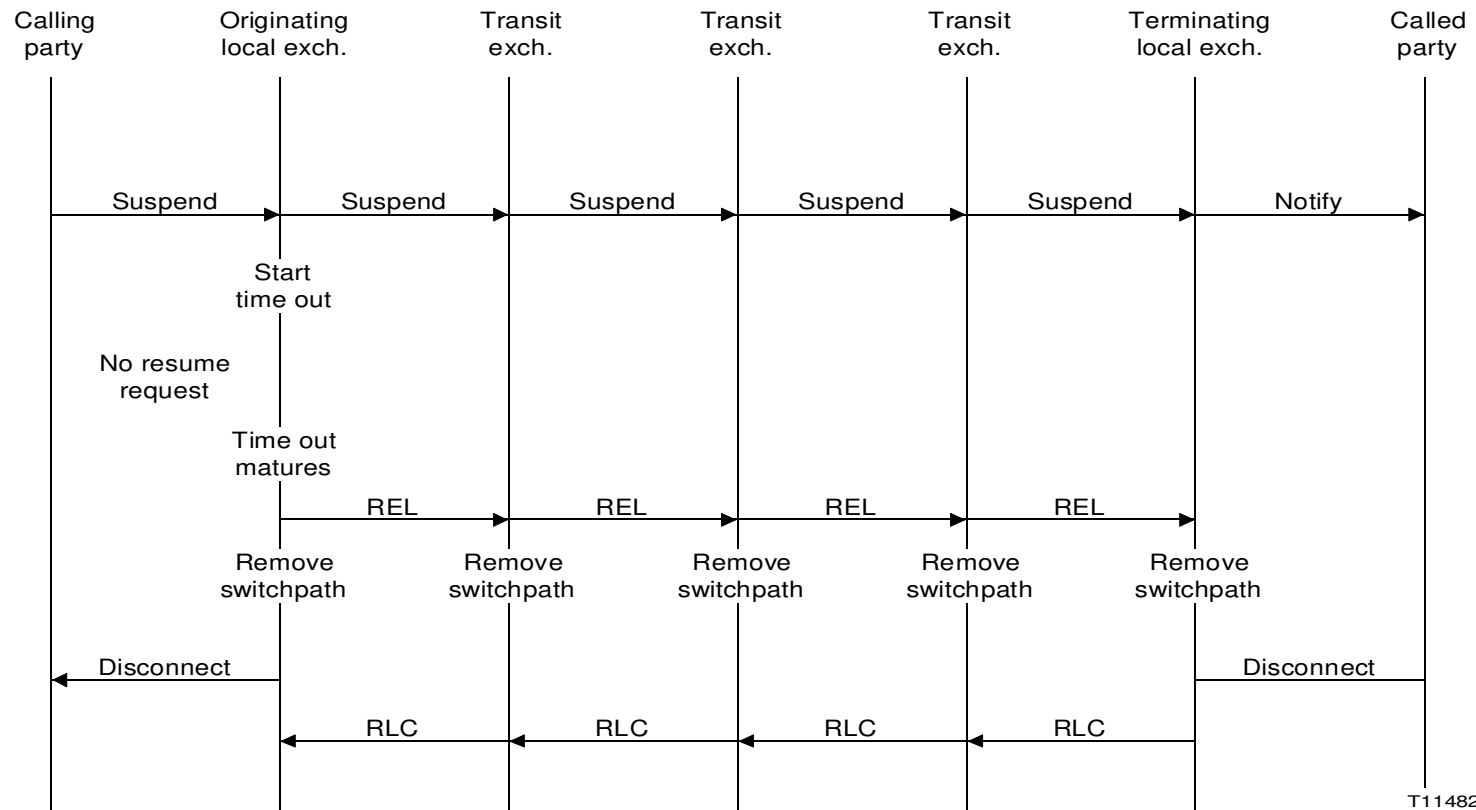 Calling
party
Originating
local exch.
Transit
exch.
Transit
exch.
Transit
exch.
Terminating
local exch.
Called
party
Suspend
Suspend
Suspend
Suspend
Suspend
Notify
Start
time out
No resume
request
Time out
matures
REL
REL
REL
REL
Remove
switchpath
Remove
switchpath
Remove
switchpath
Remove
switchpath
Remove
switchpath
Disconnect
Disconnect
RLC
RLC
RLC
RLC
T11482